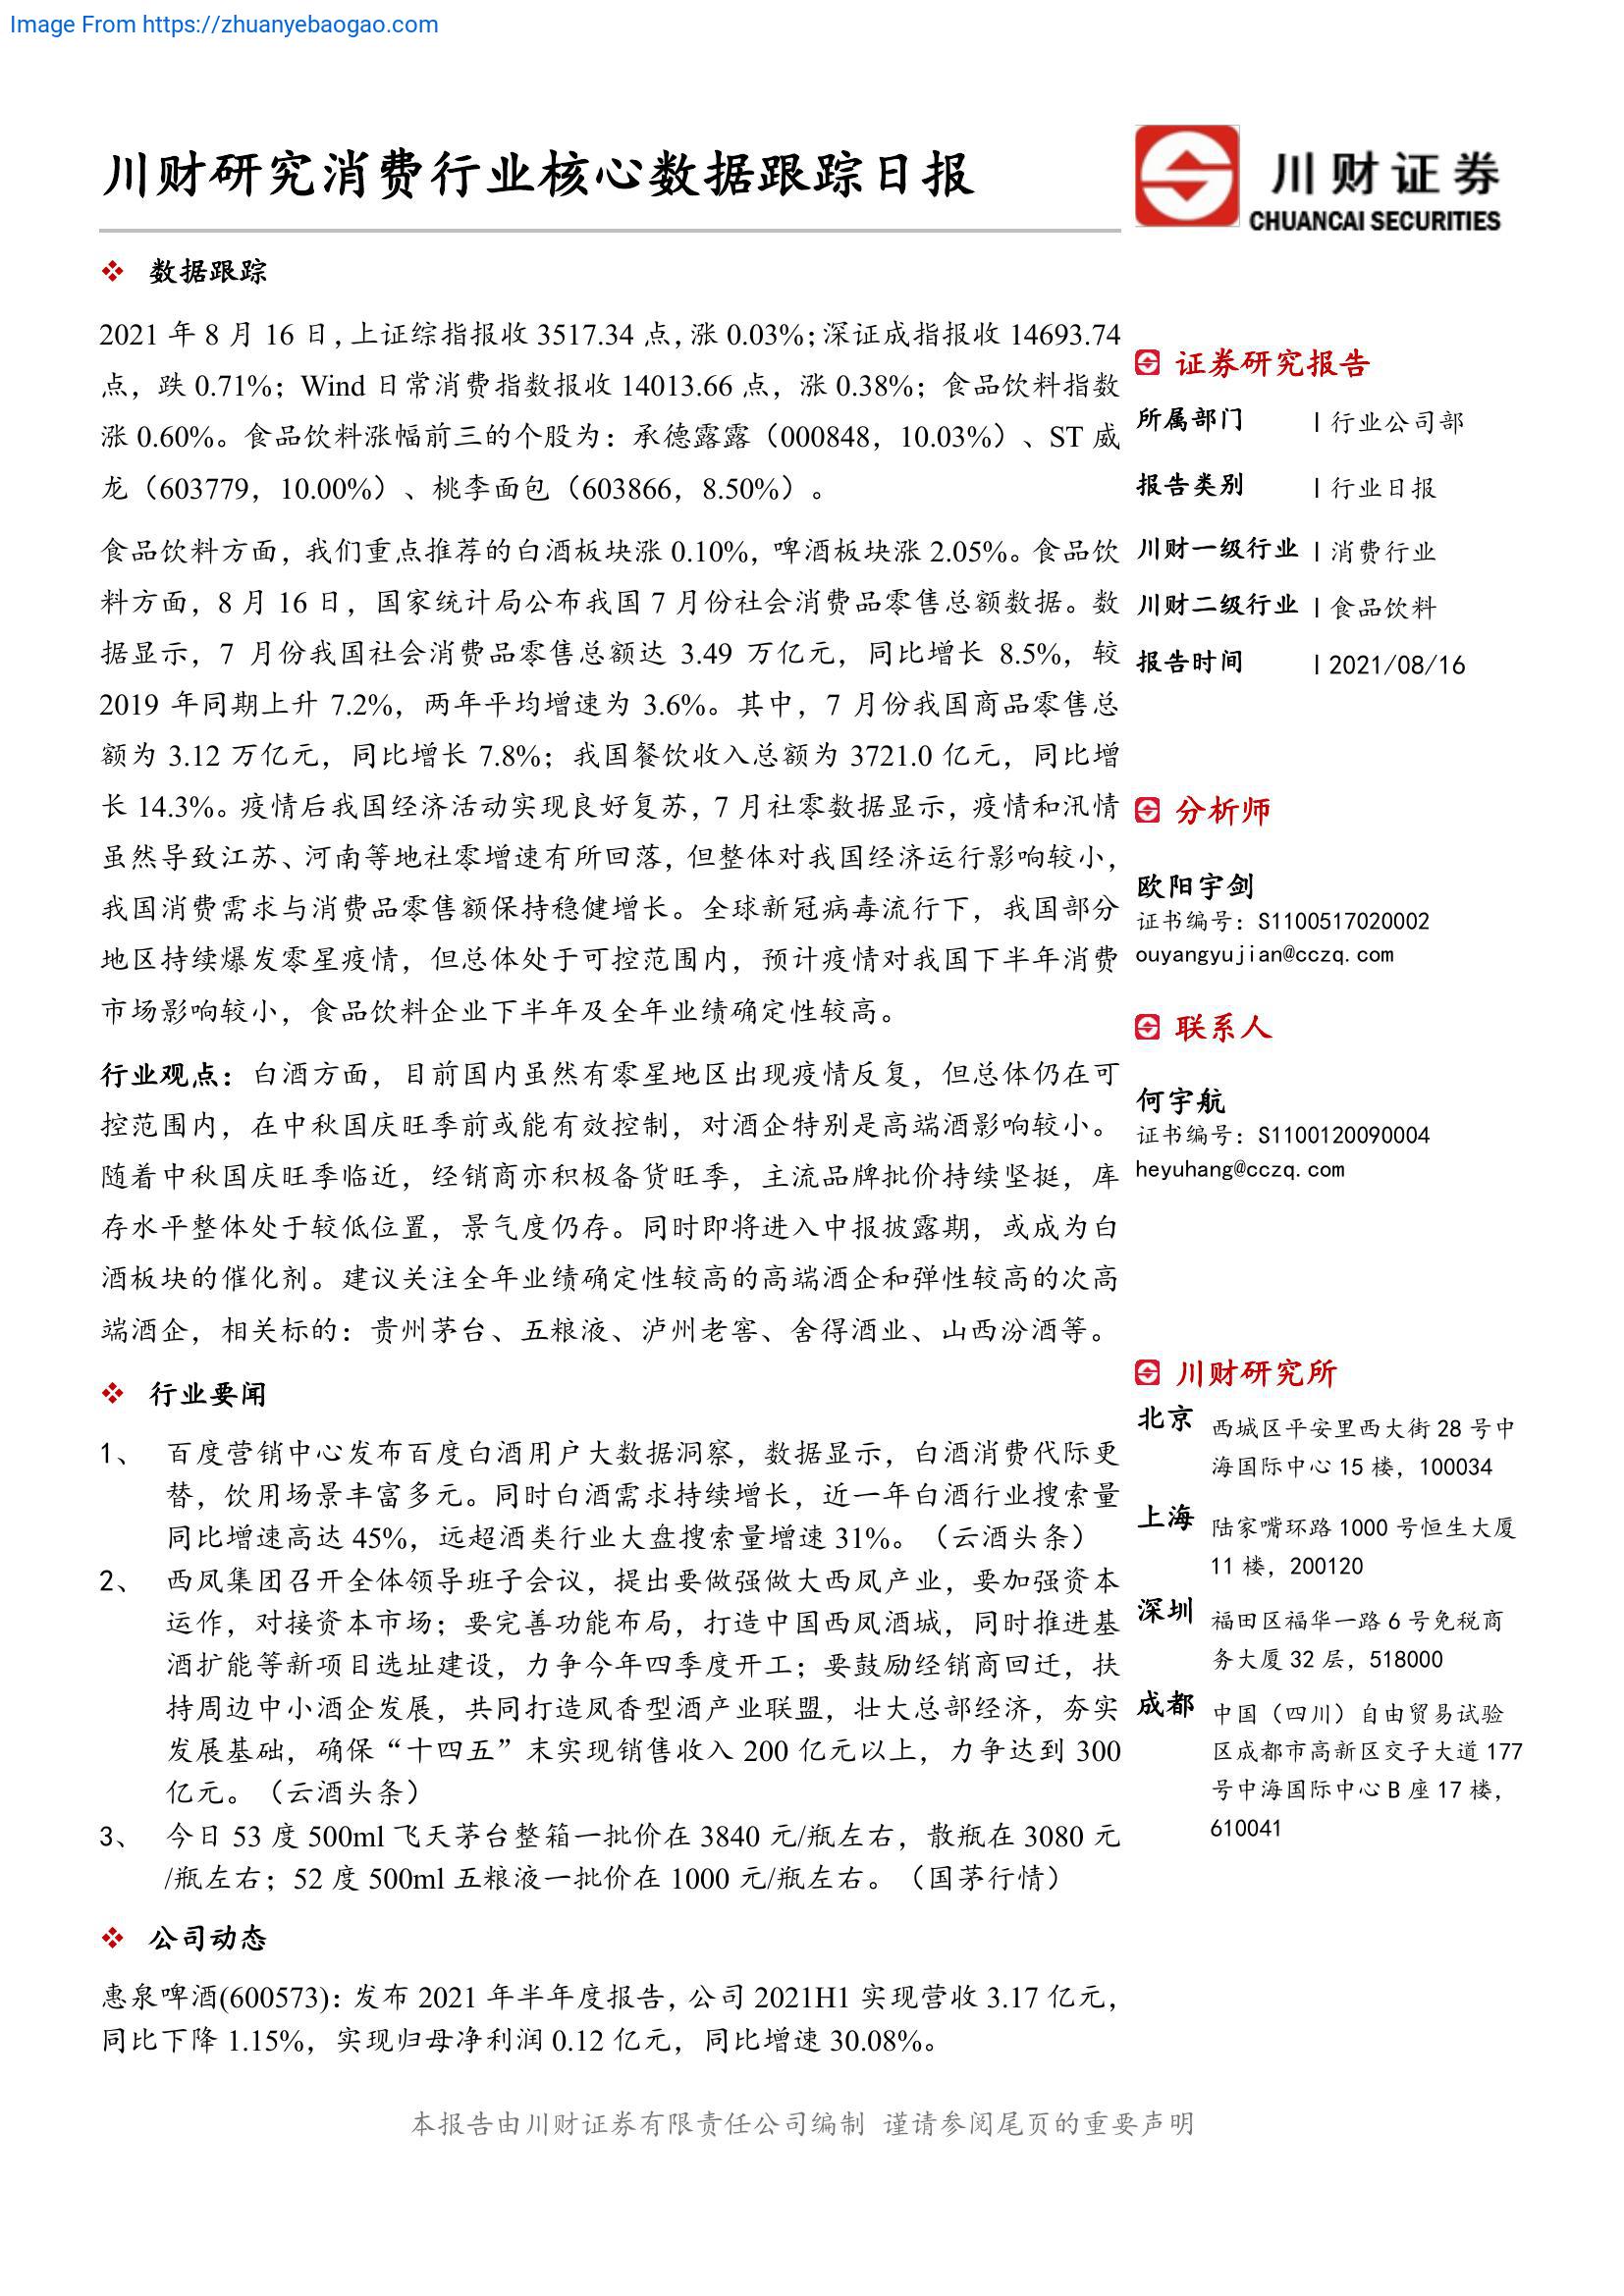 Image From https://zhuanyebaogao.com
川财研究消费行业核心数据跟踪日报
川财证券
CHUANCAI SECURITIES
数据跟踪
2021 年 8 月 16 日，上证综指报收 3517.34 点，涨 0.03%；深证成指报收 14693.74
点，跌 0.71%；Wind 日常消费指数报收 14013.66 点，涨 0.38%；食品饮料指数
涨 0.60%。食品饮料涨幅前三的个股为：承德露露（000848，10.03%）、ST 威
龙（603779，10.00%）、桃李面包（603866，8.50%）。
食品饮料方面，我们重点推荐的白酒板块涨 0.10%，啤酒板块涨 2.05%。食品饮
料方面，8 月 16 日，国家统计局公布我国 7 月份社会消费品零售总额数据。数
据显示，7 月份我国社会消费品零售总额达 3.49 万亿元，同比增长 8.5%，较
2019 年同期上升 7.2%，两年平均增速为 3.6%。其中，7 月份我国商品零售总
额为 3.12 万亿元，同比增长 7.8%；我国餐饮收入总额为 3721.0 亿元，同比增
长 14.3%。疫情后我国经济活动实现良好复苏，7 月社零数据显示，疫情和汛情
虽然导致江苏、河南等地社零增速有所回落，但整体对我国经济运行影响较小，
我国消费需求与消费品零售额保持稳健增长。全球新冠病毒流行下，我国部分
地区持续爆发零星疫情，但总体处于可控范围内，预计疫情对我国下半年消费
市场影响较小，食品饮料企业下半年及全年业绩确定性较高。
行业观点：白酒方面，目前国内虽然有零星地区出现疫情反复，但总体仍在可
控范围内，在中秋国庆旺季前或能有效控制，对酒企特别是高端酒影响较小。
随着中秋国庆旺季临近，经销商亦积极备货旺季，主流品牌批价持续坚挺，库
存水平整体处于较低位置，景气度仍存。同时即将进入中报披露期，或成为白
酒板块的催化剂。建议关注全年业绩确定性较高的高端酒企和弹性较高的次高
端酒企，相关标的：贵州茅台、五粮液、泸州老窖、舍得酒业、山西汾酒等。
行业要闻
1、 百度营销中心发布百度白酒用户大数据洞察，数据显示，白酒消费代际更
替，饮用场景丰富多元。同时白酒需求持续增长，近一年白酒行业搜索量
同比增速高达 45%，远超酒类行业大盘搜索量增速 31%。（云酒头条）
2、 西凤集团召开全体领导班子会议，提出要做强做大西凤产业，要加强资本
运作，对接资本市场；要完善功能布局，打造中国西凤酒城，同时推进基
酒扩能等新项目选址建设，力争今年四季度开工；要鼓励经销商回迁，扶
持周边中小酒企发展，共同打造凤香型酒产业联盟，壮大总部经济，夯实
发展基础，确保“十四五”末实现销售收入 200 亿元以上，力争达到 300
亿元。（云酒头条）
3、 今日 53 度 500ml 飞天茅台整箱一批价在 3840 元/瓶左右，散瓶在 3080 元
/瓶左右；52 度 500ml 五粮液一批价在 1000 元/瓶左右。（国茅行情）
公司动态
惠泉啤酒(600573)：发布 2021 年半年度报告，公司 2021H1 实现营收 3.17 亿元，
同比下降 1.15%，实现归母净利润 0.12 亿元，同比增速 30.08%。
证券研究报告
所属部门 | 行业公司部
报告类别 | 行业日报
川财一级行业 | 消费行业
川财二级行业 | 食品饮料
报告时间 | 2021/08/16
分析师
欧阳宇剑
证书编号：S1100517020002
ouyangyujian@cczq.com
联系人
何宇航
证书编号：S1100120090004
heyuhang@cczq.com
川财研究所
北京 西城区平安里西大街 28 号中
海国际中心 15 楼，100034
上海 陆家嘴环路 1000 号恒生大厦
11 楼，200120
深圳 福田区福华一路 6 号免税商
务大厦 32 层，518000
成都 中国（四川）自由贸易试验
区成都市高新区交子大道 177
号中海国际中心 B 座 17 楼，
610041
本报告由川财证券有限责任公司编制 谨请参阅尾页的重要声明